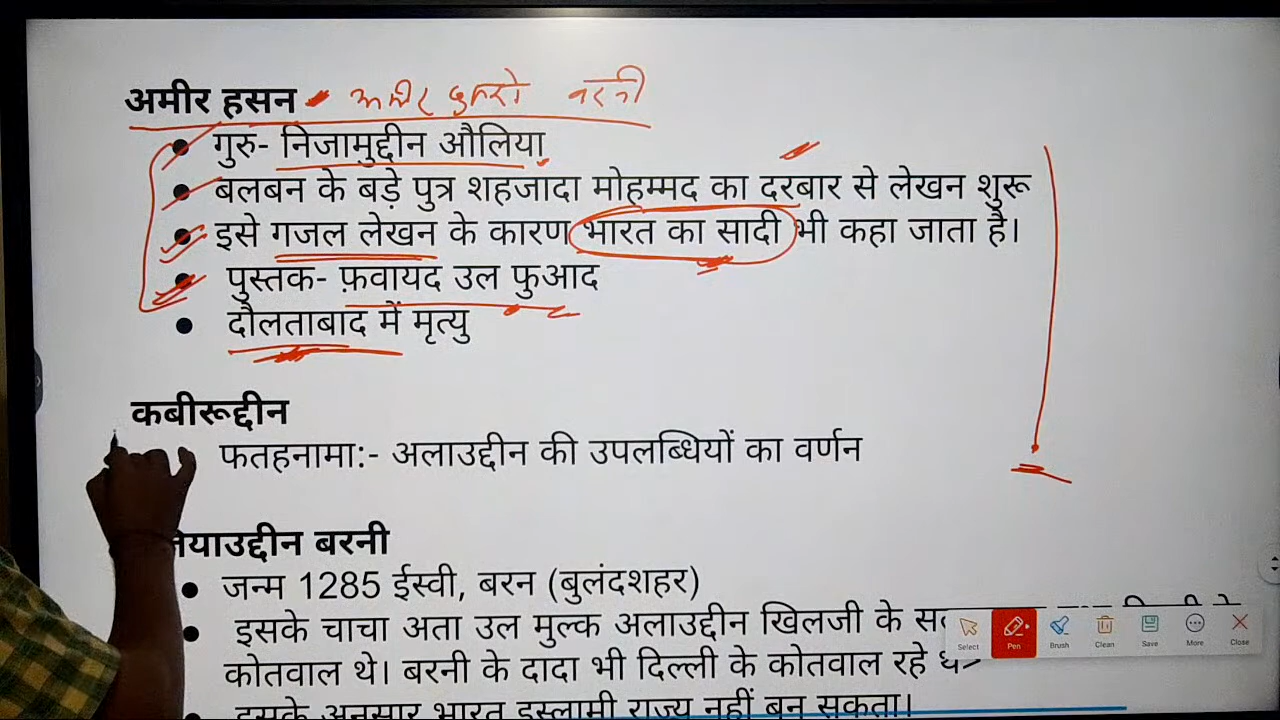 अमीर हसन अमीर खुसरो बरनी
गुरु- निजामुद्दीन औलिया
बलबन के बड़े पुत्र शहजादा मोहम्मद का दरबार से लेखन शुरू
इसे गजल लेखन के कारण भारत का सादी भी कहा जाता है।
पुस्तक- फ़वायद उल फुआद
दौलताबाद में मृत्यु
कबीरूद्दीन
फतहनामा:- अलाउद्दीन की उपलब्धियों का वर्णन
याउद्दीन बरनी
जन्म 1285 ईस्वी, बरन (बुलंदशहर)
इसके चाचा अता उल मुल्क अलाउद्दीन खिलजी के
कोतवाल थे। बरनी के दादा भी दिल्ली के कोतवाल रहे
इसके अनुसार भारत इस्लामी राज्य नहीं बन सकता।
Select Pen Brush Clean Save More Close